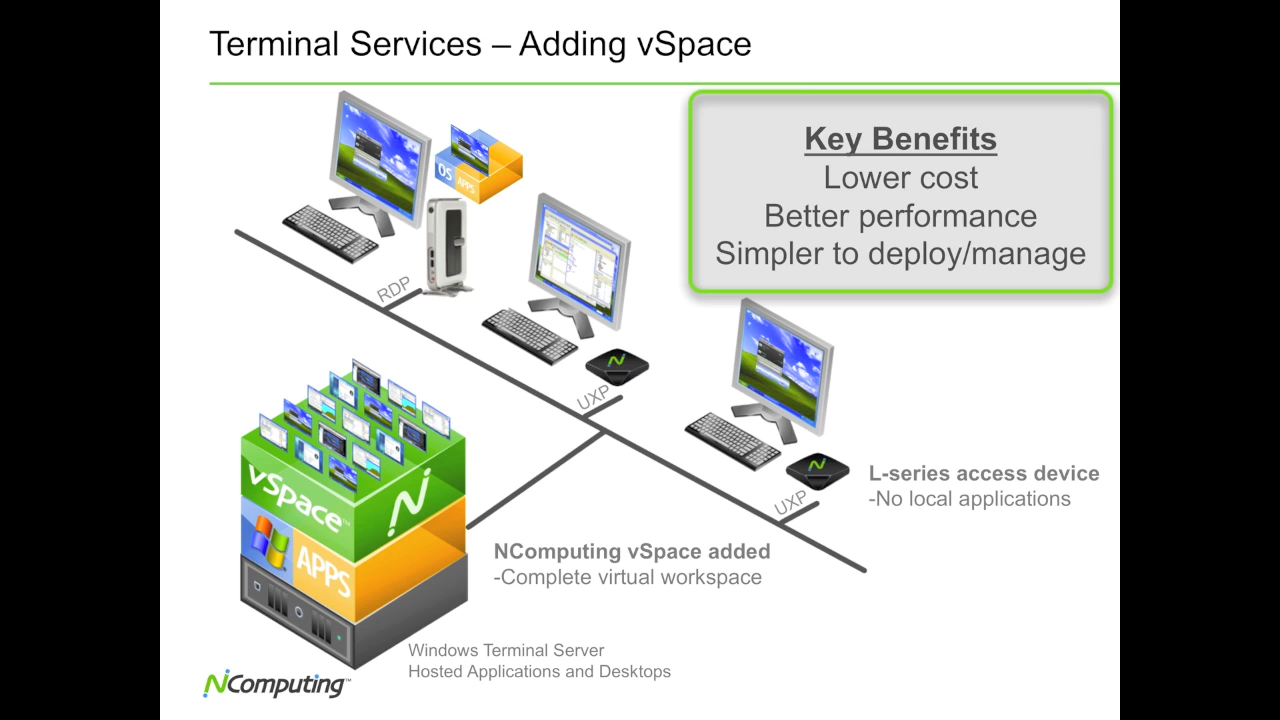 Terminal Services – Adding vSpace
Key Benefits
Lower cost
Better performance
Simpler to deploy/manage
OS
APPS
RDP
UXP
UXP
L-series access device
-No local applications
vSpace™
N
APPS
NComputing vSpace added
-Complete virtual workspace
Windows Terminal Server
Hosted Applications and Desktops
NComputing™